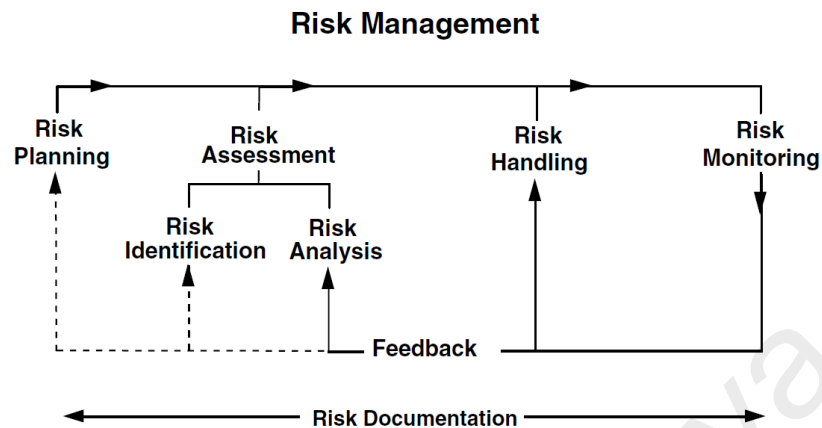 Risk Management
Risk
Planning
Risk
Assessment
Risk
Handling
Risk
Monitoring
Risk
Identification
Risk
Analysis
Feedback
Risk Documentation